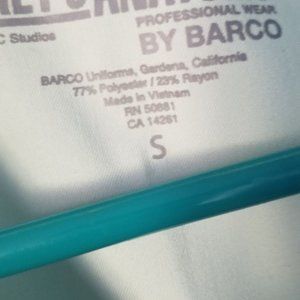 PROFESSIONAL WEAR
C Studios
BY BARCO
BARCO Uniforms, Gardena, California
77% Polyester / 23% Rayon
Made in Vietnam
RN 50881
CA 14261
S